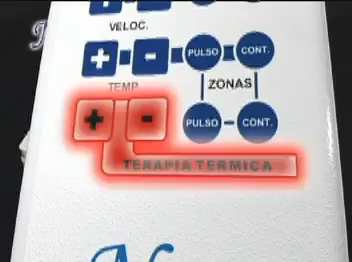 VELOC.
+ - PULSO CONT.
TEMP
ZONAS
+ - PULSO CONT.
TERAPIA TERMICA